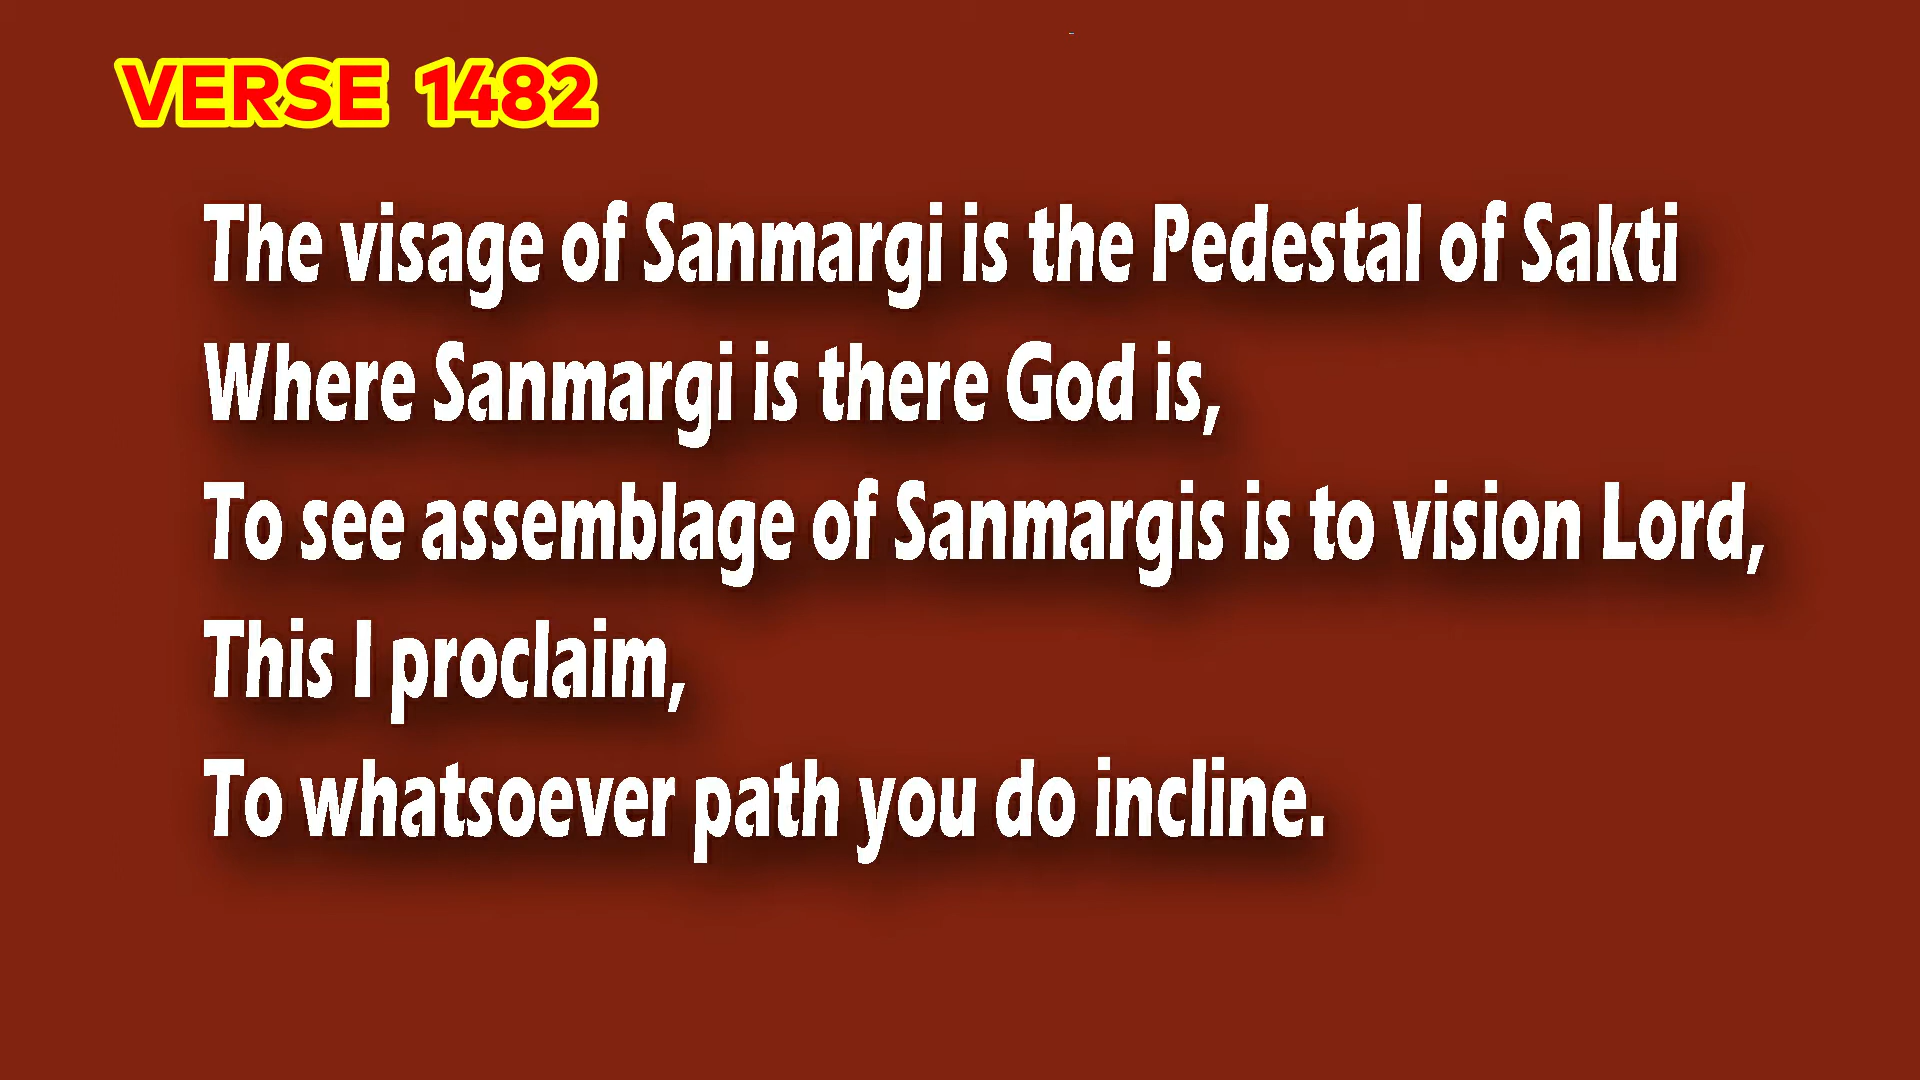 VERSE 1482
The visage of Sanmargi is the Pedestal of Sakti
Where Sanmargi is there God is,
To see assemblage of Sanmargis is to vision Lord,
This I proclaim,
To whatsoever path you do incline.